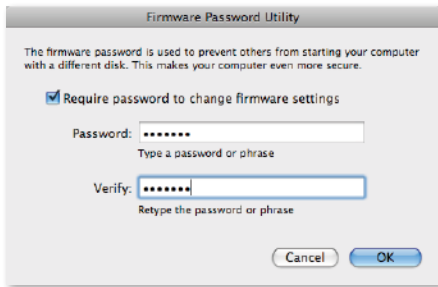 Firmware Password Utility
The firmware password is used to prevent others from starting your computer
with a different disk. This makes your computer even more secure.
Require password to change firmware settings
Password: •••••••
Type a password or phrase
Verify: •••••••
Retype the password or phrase
Cancel OK